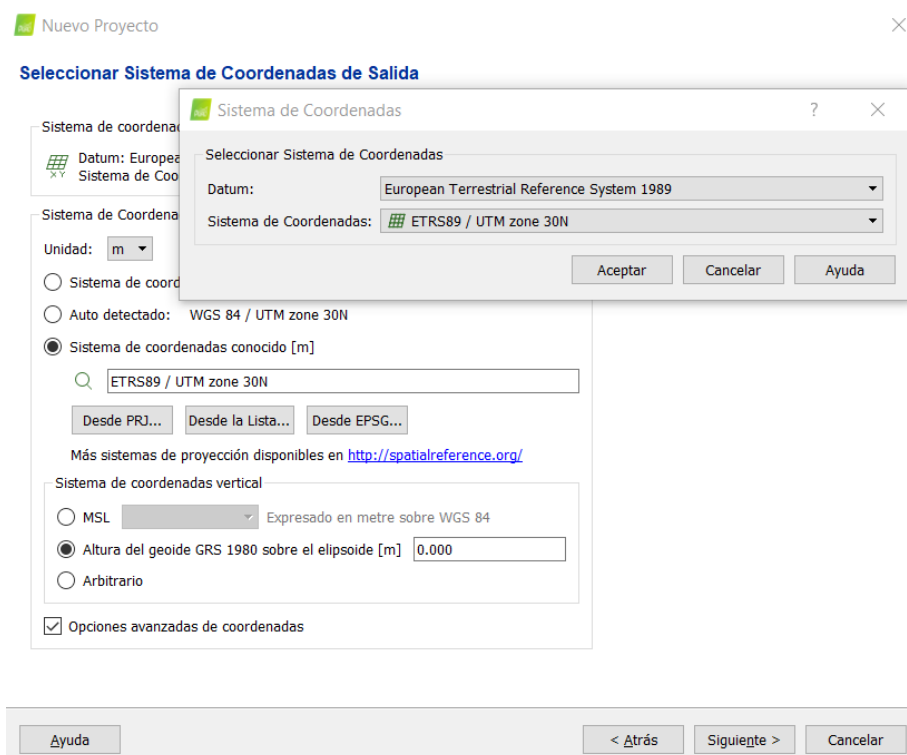 Nuevo Proyecto
Seleccionar Sistema de Coordenadas de Salida
Sistema de coordena
Datum: Europea
Sistema de Coo
Sistema de Coordenadas
?
Seleccionar Sistema de Coordenadas
Datum: European Terrestrial Reference System 1989
Sistema de Coordenadas: ETRS89 / UTM zone 30N
Aceptar Cancelar Ayuda
Sistema de Coordena
Unidad: m
Sistema de coord
Auto detectado: WGS 84 / UTM zone 30N
Sistema de coordenadas conocido [m]
ETRS89 / UTM zone 30N
Desde PRJ... Desde la Lista... Desde EPSG...
Más sistemas de proyección disponibles en http://spatialreference.org/
Sistema de coordenadas vertical
MSL Expresado en metre sobre WGS 84
Altura del geoide GRS 1980 sobre el elipsoide [m] 0.000
Arbitrario
Opciones avanzadas de coordenadas
Ayuda < Atrás Siguiente > Cancelar